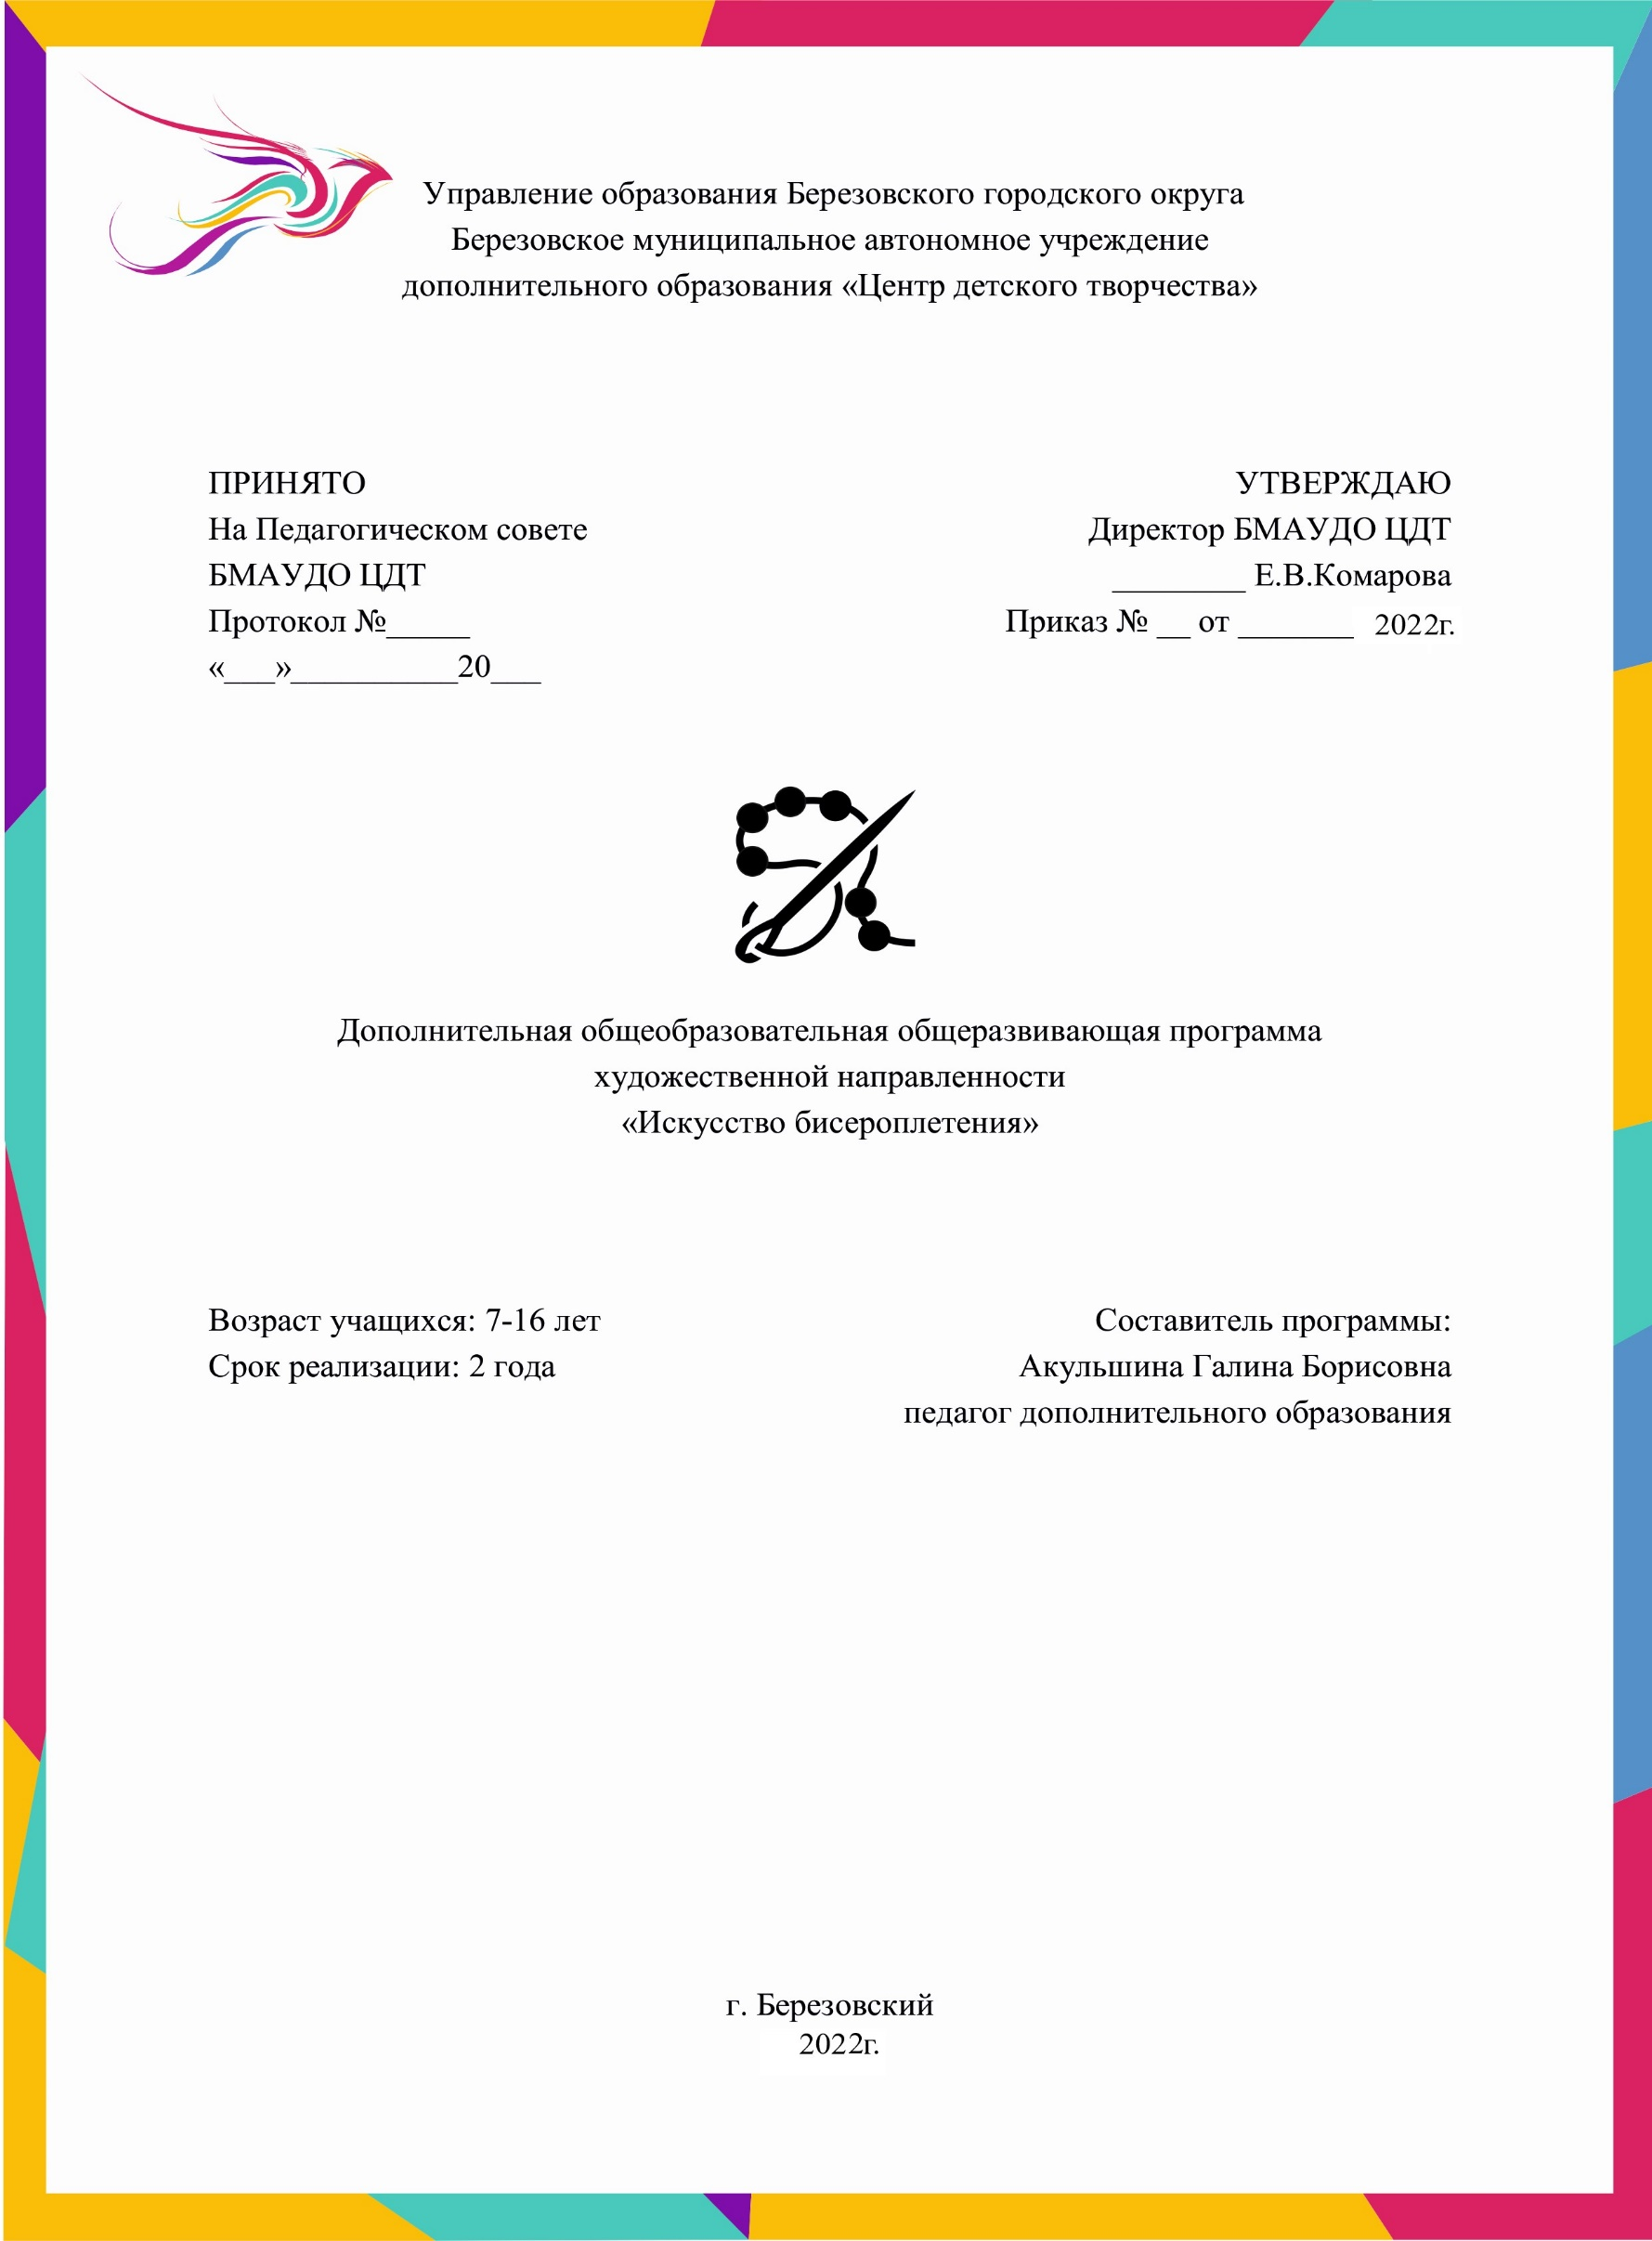 Управление образования Березовского городского округа
Березовское муниципальное автономное учреждение
дополнительного образования «Центр детского творчества»
ПРИНЯТО
На Педагогическом совете
БМАУДО ЦДТ
Протокол №_____
«___»__________20___
УТВЕРЖДАЮ
Директор БМАУДО ЦДТ
________ Е.В.Комарова
Приказ № __ от _______ 2022г.
Дополнительная общеобразовательная общеразвивающая программа
художественной направленности
«Искусство бисероплетения»
Возраст учащихся: 7-16 лет
Срок реализации: 2 года
Составитель программы:
Акульшина Галина Борисовна
педагог дополнительного образования
г. Березовский
2022г.